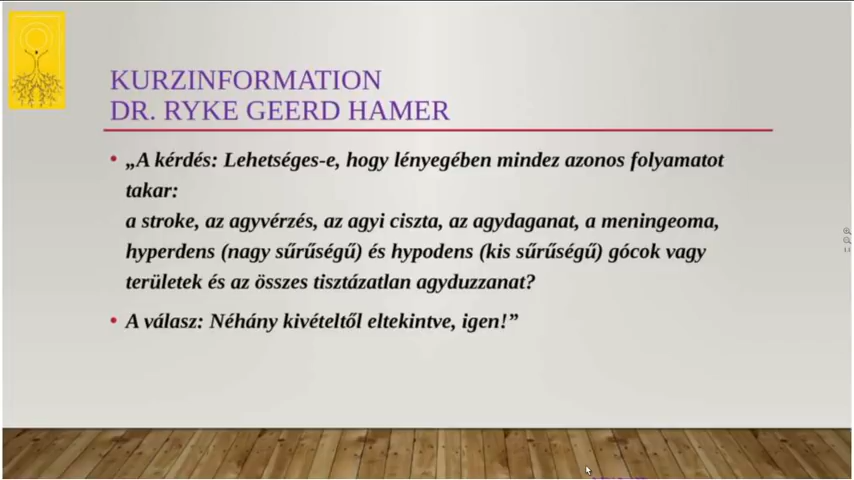 KURZINFORMATION
DR. RYKE GEERD HAMER
• „A kérdés: Lehetséges-e, hogy lényegében mindez azonos folyamatot
takar:
a stroke, az agyvérzés, az agyi ciszta, az agydaganat, a meningeoma,
hyperdens (nagy sűrűségű) és hypodens (kis sűrűségű) gócok vagy
területek és az összes tisztázatlan agyduzzanat?
• A válasz: Néhány kivételtől eltekintve, igen!”